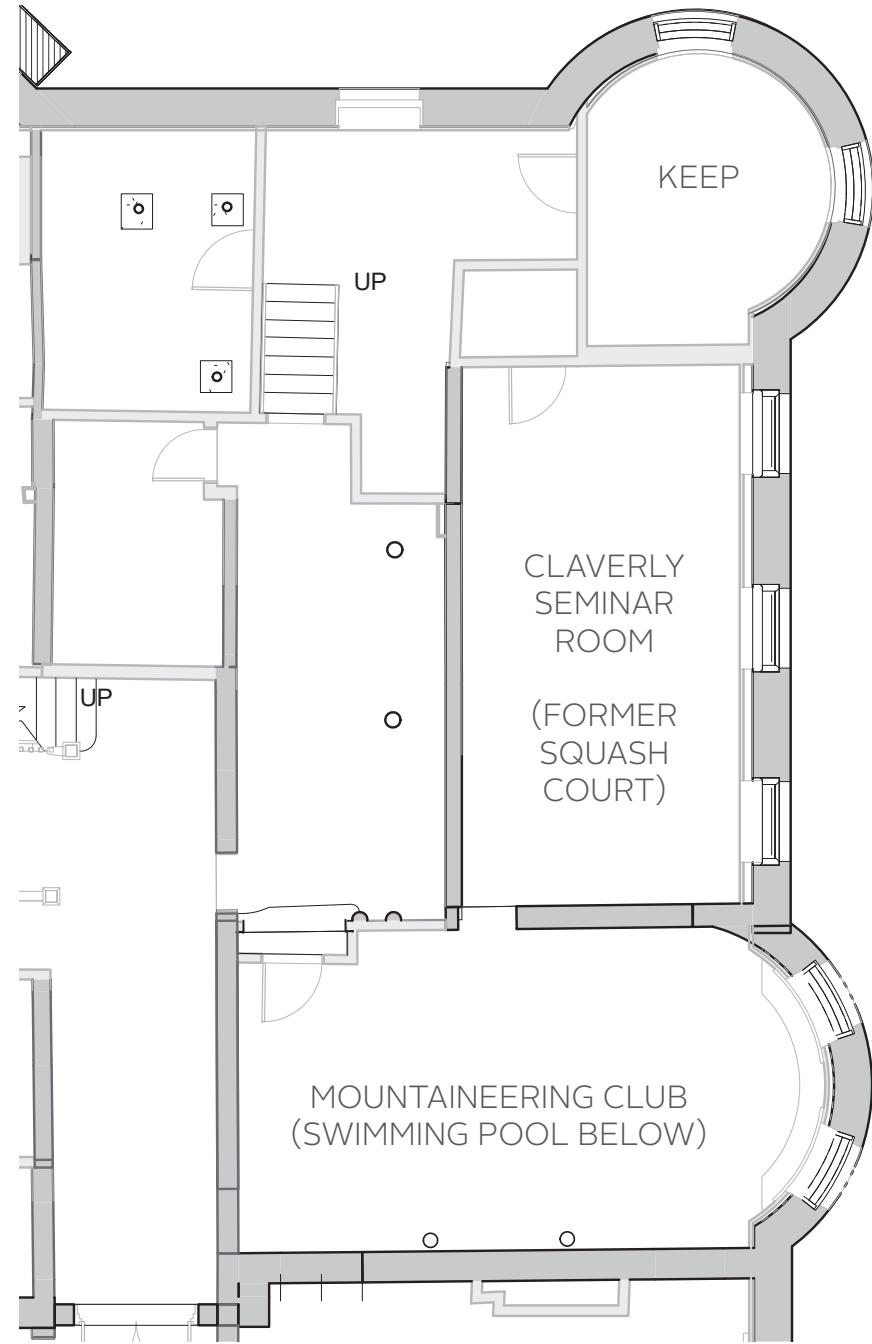 KEEP
UP
CLAVERLY
SEMINAR
ROOM
(FORMER
SQUASH
COURT)
UP
MOUNTAINEERING CLUB
(SWIMMING POOL BELOW)